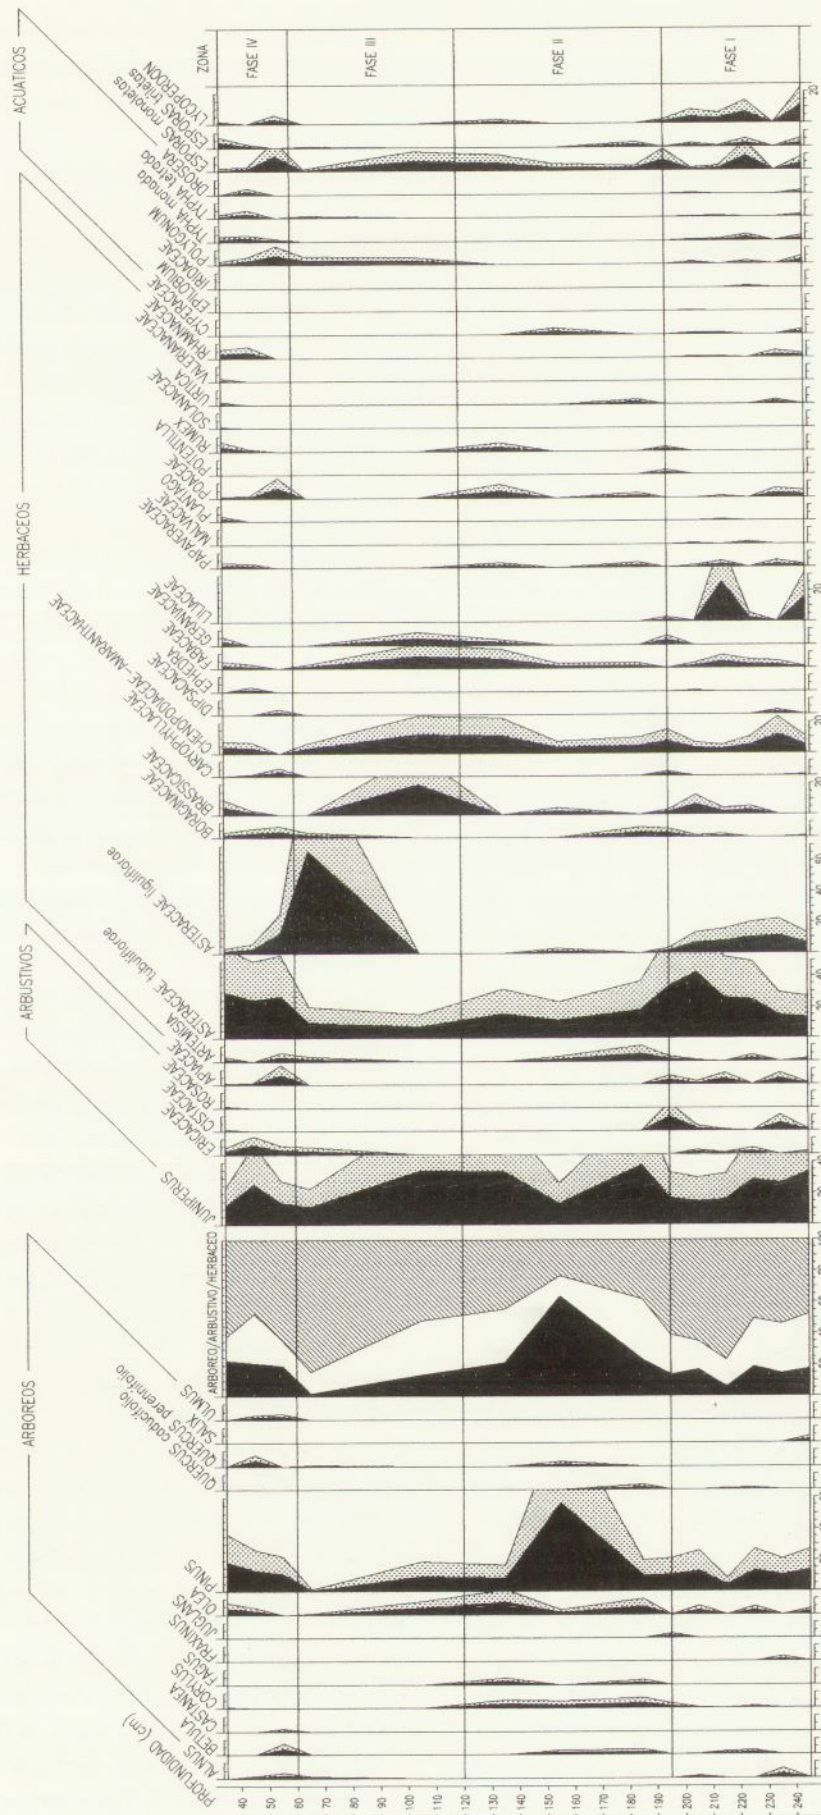 ARBOREOS
ARBUSTIVOS
HERBACEOS
ACUATICOS
PROFUNDIDAD (cm)
ALNUS
BETULA
CASTANEA
CORYLUS
FAGUS
FRAXINUS
JUGLANS
OLEA
PINUS
QUERCUS caducifolio
QUERCUS perennifolio
SALIX
ULMUS
ARBOREO/ARBUSTIVO/HERBACEO
JUNIPERUS
ERICACEAE
CISTACEAE
ROSACEAE
APIACEAE
ARTEMISIA
ASTERACEAE tubuliflorae
ASTERACEAE liguliflorae
BORAGINACEAE
BRASSICACEAE
CARYOPHYLLACEAE
CHENOPODIACEAE-AMARANTHACEAE
DIPSACACEAE
EPHEDRA
FABACEAE
GERANIACEAE
LILIACEAE
PAPAVERACEAE
MALVACEAE
PLANTAGO
POACEAE
POTENTILLA
RUMEX
SOLANACEAE
URTICA
VALERIANACEAE
RHAMNACEAE
CYPERACEAE
EPILOBIUM
IRIDACEAE
POLYGONUM
TYPHA monada
TYPHA tetrada
DROSERA
ESPORAS monoletas
ESPORAS triletas
LYCOPERDON
ZONA
FASE IV
FASE III
FASE II
FASE I
40
50
60
70
80
90
100
110
120
130
140
150
160
170
180
190
200
210
220
230
240